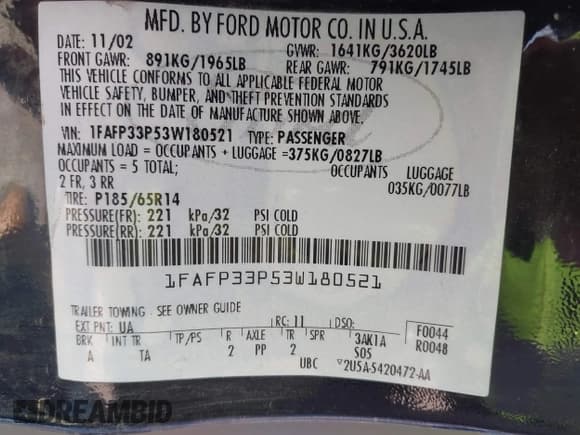 MFD. BY FORD MOTOR CO. IN U.S.A.
DATE: 11/02 GVWR: 1641KG/3620LB
FRONT GAWR: 891KG/1965LB REAR GAWR: 791KG/1745LB
THIS VEHICLE CONFORMS TO ALL APPLICABLE FEDERAL MOTOR
VEHICLE SAFETY, BUMPER, AND THEFT PREVENTION STANDARDS
IN EFFECT ON THE DATE OF MANUFACTURE SHOWN ABOVE.
VIN: 1FAFP33P53W180521 TYPE: PASSENGER
MAXIMUM LOAD = OCCUPANTS + LUGGAGE =375KG/0827LB
OCCUPANTS = 5 TOTAL; OCCUPANTS LUGGAGE
2 FR, 3 RR 035KG/0077LB
TIRE: P185/65R14
PRESSURE(FR): 221 kPa/32 PSI COLD
PRESSURE(RR): 221 kPa/32 PSI COLD
1FAFP33P53W180521
TRAILER TOWING - SEE OWNER GUIDE
EXT PNT: UA RC: 11 DSO: F0044
BRK INT TR TP/PS R AXLE TR SPR 3AK1A R0048
A TA 2 PP 2 S05
UBC ▽2U5A-5420472-AA
DREAMBID